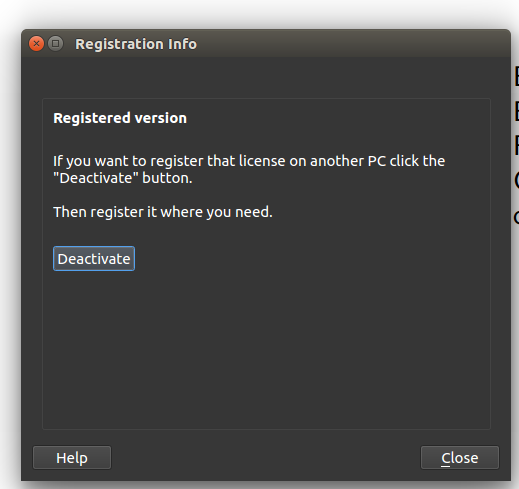 Registration Info
Registered version
If you want to register that license on another PC click the
"Deactivate" button.
Then register it where you need.
Deactivate
Help
Close